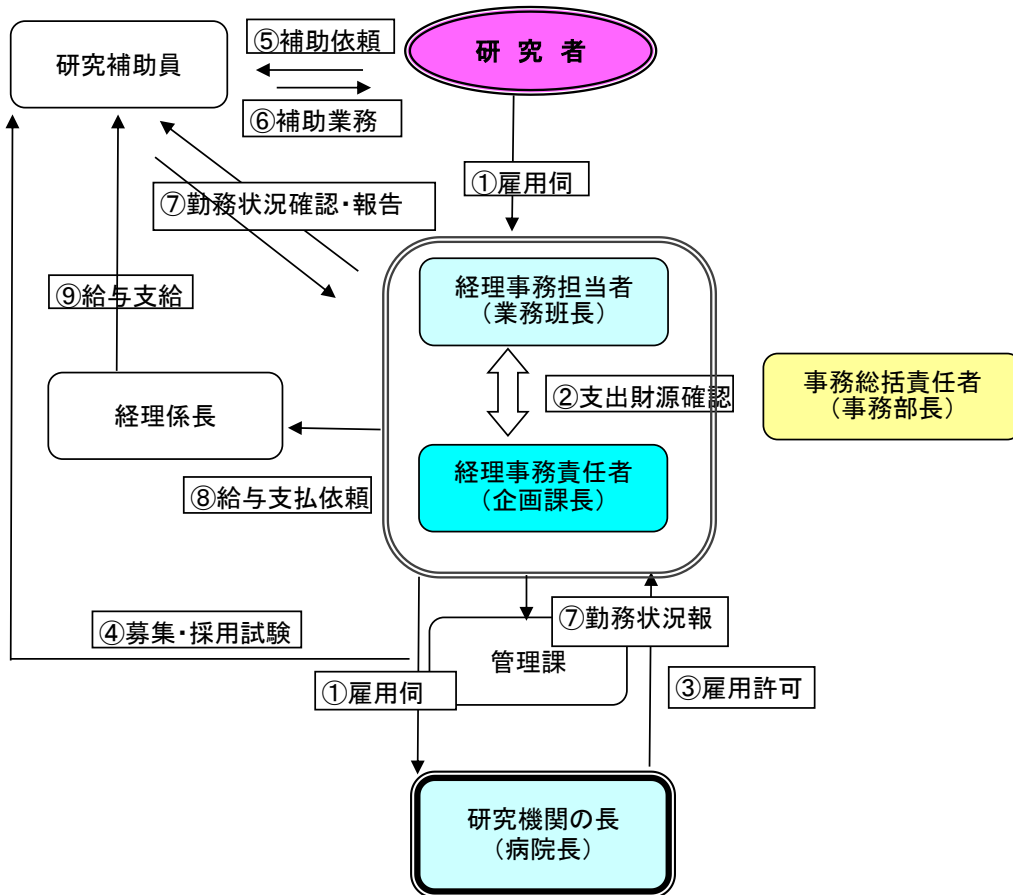 ⑤補助依頼
研　究　者
研究補助員
⑥補助業務
①雇用伺
⑦勤務状況確認・報告
経理事務担当者
（業務班長）
⑨給与支給
②支出財源確認
事務総括責任者
（事務部長）
経理係長
経理事務責任者
（企画課長）
⑧給与支払依頼
⑦勤務状況報
④募集・採用試験
管理課
①雇用伺
③雇用許可
研究機関の長
（病院長）